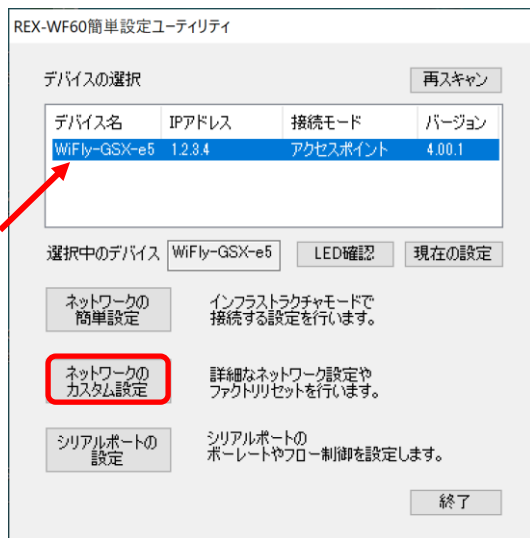 REX-WF60簡単設定ユーティリティ
デバイスの選択 再スキャン
デバイス名 IPアドレス 接続モード バージョン
WiFly-GSX-e5 1.2.3.4 アクセスポイント 4.00.1
選択中のデバイス WiFly-GSX-e5 LED確認 現在の設定
ネットワークの
簡単設定
インフラストラクチャモードで
接続する設定を行います。
ネットワークの
カスタム設定
詳細なネットワーク設定や
ファクトリリセットを行います。
シリアルポートの
設定
シリアルポートの
ボーレートやフロー制御を設定します。
終了